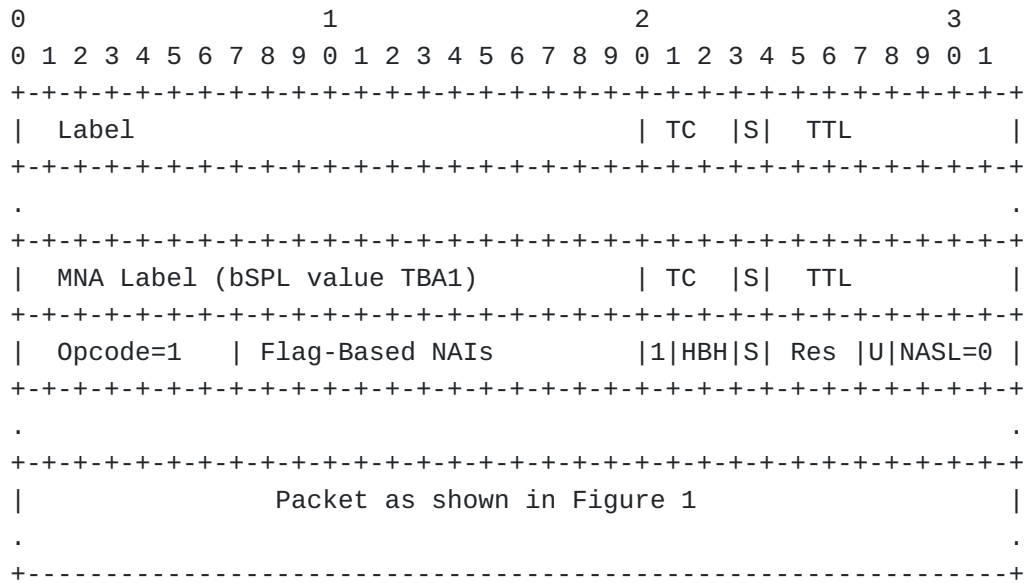 0                   1                   2                   3
0 1 2 3 4 5 6 7 8 9 0 1 2 3 4 5 6 7 8 9 0 1 2 3 4 5 6 7 8 9 0 1
+-+-+-+-+-+-+-+-+-+-+-+-+-+-+-+-+-+-+-+-+-+-+-+-+-+-+-+-+-+-+-+-+
|  Label                                | TC  |S|  TTL          |
+-+-+-+-+-+-+-+-+-+-+-+-+-+-+-+-+-+-+-+-+-+-+-+-+-+-+-+-+-+-+-+-+
.                                                               .
+-+-+-+-+-+-+-+-+-+-+-+-+-+-+-+-+-+-+-+-+-+-+-+-+-+-+-+-+-+-+-+-+
|  MNA Label (bSPL value TBA1)          | TC  |S|  TTL          |
+-+-+-+-+-+-+-+-+-+-+-+-+-+-+-+-+-+-+-+-+-+-+-+-+-+-+-+-+-+-+-+-+
|  Opcode=1   | Flag-Based NAIs         |1|HBH|S| Res |U|NASL=0 |
+-+-+-+-+-+-+-+-+-+-+-+-+-+-+-+-+-+-+-+-+-+-+-+-+-+-+-+-+-+-+-+-+
.                                                               .
+-+-+-+-+-+-+-+-+-+-+-+-+-+-+-+-+-+-+-+-+-+-+-+-+-+-+-+-+-+-+-+-+
|                Packet as shown in Figure 1                    |
.                                                               .
+---------------------------------------------------------------+